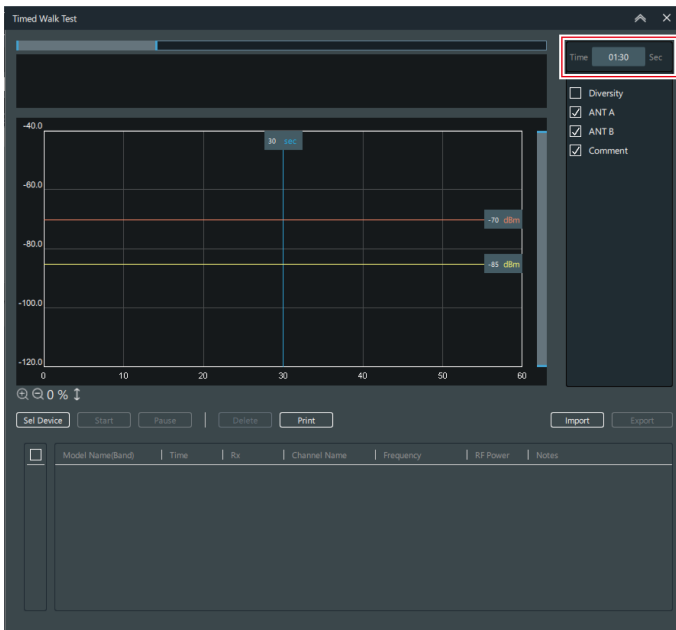 Timed Walk Test
Time 01:30 Sec
Diversity
ANT A
ANT B
Comment
-40.0
30 sec
-60.0
-70 dBm
-80.0
-85 dBm
-100.0
-120.0
0 10 20 30 40 50 60
0 %
Sel Device Start Pause Delete Print Import Export
Model Name(Band) Time Rx Channel Name Frequency RF Power Notes